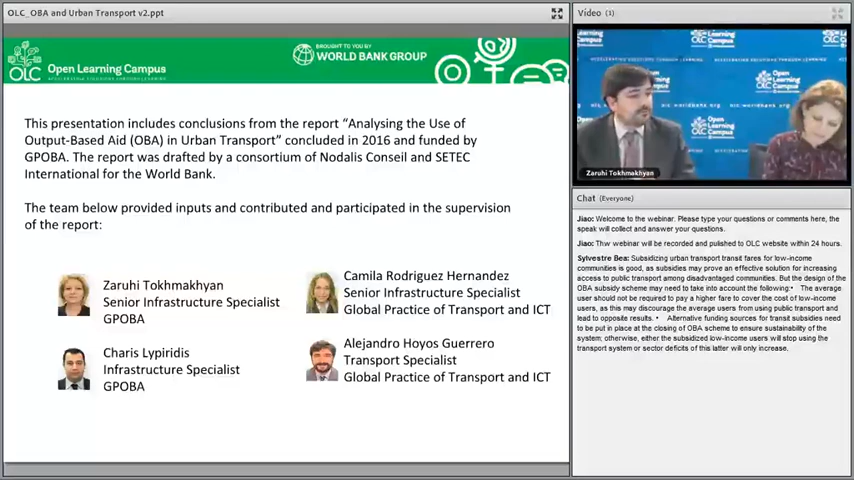 OLC_OBA and Urban Transport v2.ppt
OLC
Open Learning Campus
BROUGHT TO YOU BY
WORLD BANK GROUP
This presentation includes conclusions from the report “Analysing the Use of
Output-Based Aid (OBA) in Urban Transport” concluded in 2016 and funded by
GPOBA. The report was drafted by a consortium of Nodalis Conseil and SETEC
International for the World Bank.
The team below provided inputs and contributed and participated in the supervision
of the report:
Zaruhi Tokhmakhyan
Senior Infrastructure Specialist
GPOBA
Camila Rodriguez Hernandez
Senior Infrastructure Specialist
Global Practice of Transport and ICT
Charis Lypiridis
Infrastructure Specialist
GPOBA
Alejandro Hoyos Guerrero
Transport Specialist
Global Practice of Transport and ICT
Video (1)
Open Learning
Campus
OLC
Zaruhi Tokhmakhyan
Chat (Everyone)
Jiao: Welcome to the webinar. Please type your questions or comments here, the
speak will collect and answer your questions.
Jiao: Thw webinar will be recorded and pulished to OLC website within 24 hours.
Sylvestre Bea: Subsidizing urban transport transit fares for low-income
communities is good, as subsidies may prove an effective solution for increasing
access to public transport among disadvantaged communities. But the design of the
OBA subsidy scheme may need to take into account the following:• The average
user should not be required to pay a higher fare to cover the cost of low-income
users, as this may discourage the average users from using public transport and
lead to opposite results. • Alternative funding sources for transit subsidies need
to be put in place at the closing of OBA scheme to ensure sustainability of the
system; otherwise, either the subsidized low-income users will stop using the
transport system or sector deficits of this latter will only increase.